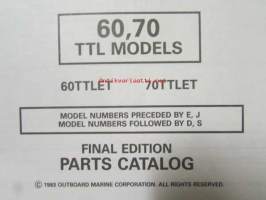 60,70
TTL MODELS
60TTLET 70TTLET
MODEL NUMBERS PRECEDED BY E, J
MODEL NUMBERS FOLLOWED BY D, S
FINAL EDITION
PARTS CATALOG
© 1993 OUTBOARD MARINE CORPORATION. ALL RIGHTS RESERVED.